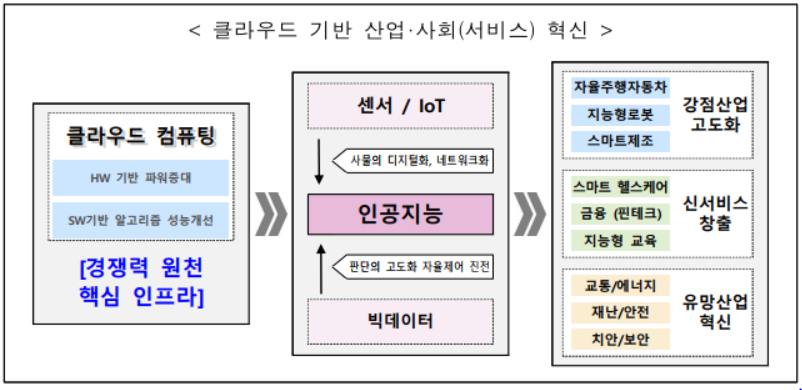 < 클라우드 기반 산업·사회(서비스) 혁신 >
클라우드 컴퓨팅
HW 기반 파워증대
SW기반 알고리즘 성능개선
[경쟁력 원천
핵심 인프라]
센서 / IoT
사물의 디지털화, 네트워크화
인공지능
판단의 고도화 자율제어 진전
빅데이터
자율주행자동차
지능형로봇
스마트제조
강점산업
고도화
스마트 헬스케어
금융 (핀테크)
지능형 교육
신서비스
창출
교통/에너지
재난/안전
치안/보안
유망산업
혁신